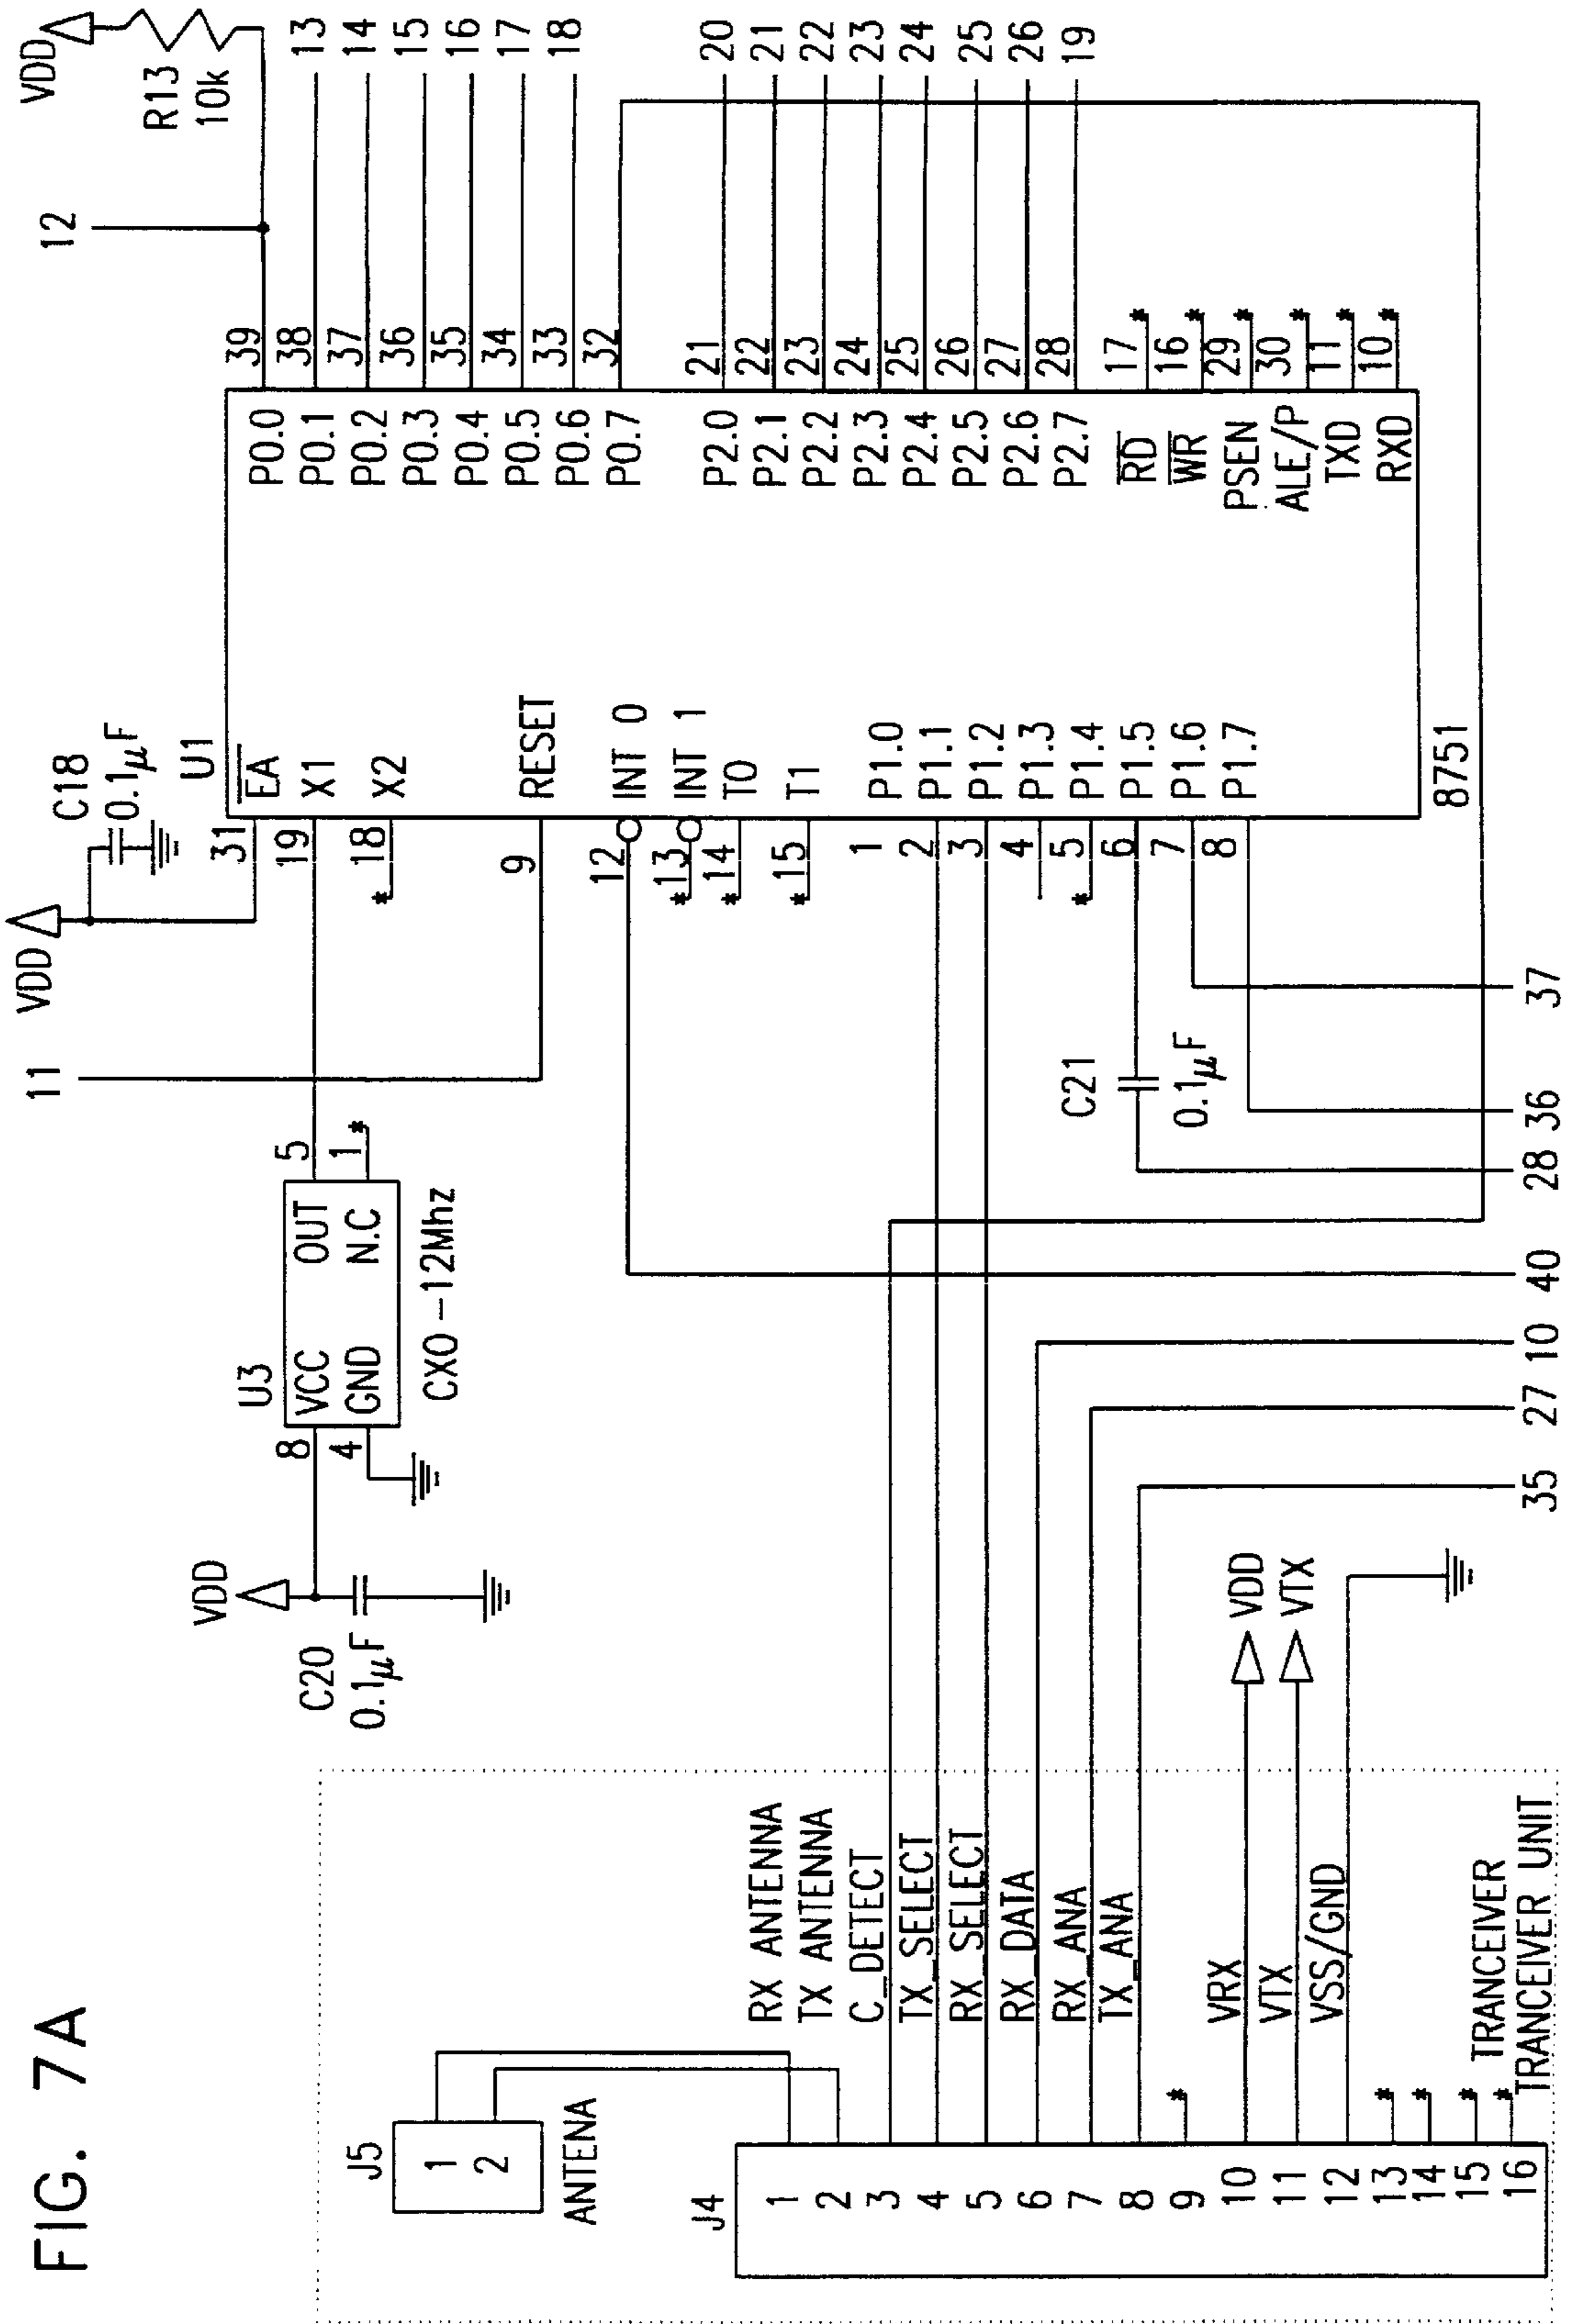 FIG. 7A
J5
1
2
ANTENA
J4
1
2
3
4
5
6
7
8
9
10
11
12
13
14
15
16
RX ANTENNA
TX ANTENNA
C_DETECT
TX_SELECT
RX_SELECT
RX_DATA
RX_ANA
TX_ANA
*
VRX
VTX
VSS/GND
*
*
*
*
TRANCEIVER
TRANCEIVER UNIT
VDD
VTX
VDD
C20
0.1µF
U3
8 VCC OUT 5
4 GND N.C 1 *
CXO-12Mhz
11
VDD
C18
0.1µF
U1
31 EA
19 X1
* 18 X2
9 RESET
12 INT 0
* 13 INT 1
* 14 TO
* 15 T1
1 P1.0
2 P1.1
3 P1.2
4 P1.3
* 5 P1.4
6 P1.5
7 P1.6
8 P1.7
8751
C21
0.1µF
35
27
10
40
28
36
37
P0.0 39
P0.1 38 13
P0.2 37 14
P0.3 36 15
P0.4 35 16
P0.5 34 17
P0.6 33 18
P0.7 32
P2.0 21 20
P2.1 22 21
P2.2 23 22
P2.3 24 23
P2.4 25 24
P2.5 26 25
P2.6 27 26
P2.7 28 19
RD 17 *
WR 16 *
PSEN 29 *
ALE/P 30 *
TXD 11 *
RXD 10 *
12
VDD
R13
10k